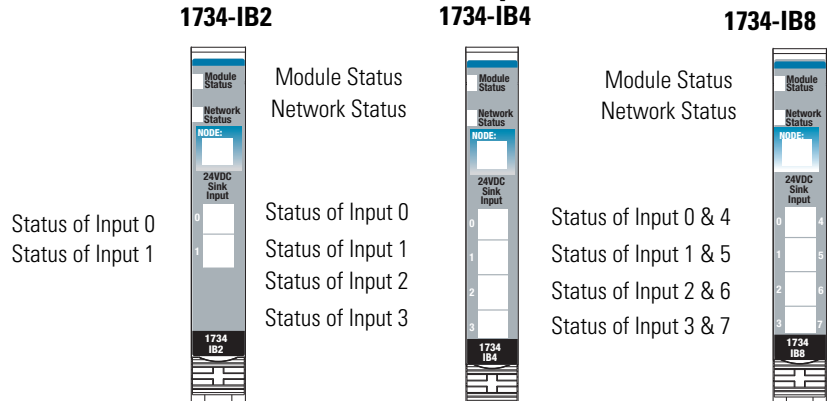 1734-IB2
1734-IB4
1734-IB8
Module
Status
Network
Status
NODE:
24VDC
Sink
Input
0
1
1734
IB2
Status of Input 0
Status of Input 1
Module Status
Network Status
Status of Input 0
Status of Input 1
Status of Input 2
Status of Input 3
Module
Status
Network
Status
NODE:
24VDC
Sink
Input
0
1
2
3
1734
IB4
Module Status
Network Status
Status of Input 0 & 4
Status of Input 1 & 5
Status of Input 2 & 6
Status of Input 3 & 7
Module
Status
Network
Status
NODE:
24VDC
Sink
Input
0 4
1 5
2 6
3 7
1734
IB8